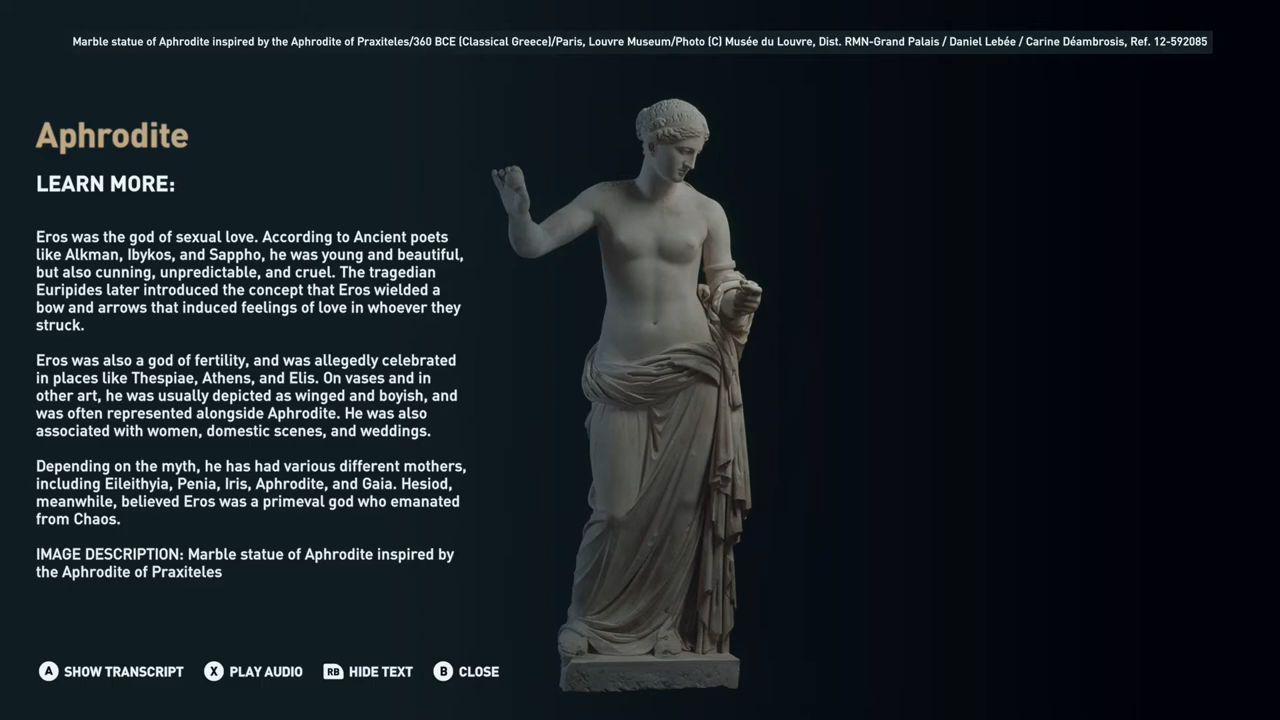 Marble statue of Aphrodite inspired by the Aphrodite of Praxiteles/360 BCE (Classical Greece)/Paris, Louvre Museum/Photo (C) Musée du Louvre, Dist. RMN-Grand Palais / Daniel Lebée / Carine Déambrosis, Ref. 12-592085
Aphrodite
LEARN MORE:
Eros was the god of sexual love. According to Ancient poets
like Alkman, Ibykos, and Sappho, he was young and beautiful,
but also cunning, unpredictable, and cruel. The tragedian
Euripides later introduced the concept that Eros wielded a
bow and arrows that induced feelings of love in whoever they
struck.
Eros was also a god of fertility, and was allegedly celebrated
in places like Thespiae, Athens, and Elis. On vases and in
other art, he was usually depicted as winged and boyish, and
was often represented alongside Aphrodite. He was also
associated with women, domestic scenes, and weddings.
Depending on the myth, he has had various different mothers,
including Eileithyia, Penia, Iris, Aphrodite, and Gaia. Hesiod,
meanwhile, believed Eros was a primeval god who emanated
from Chaos.
IMAGE DESCRIPTION: Marble statue of Aphrodite inspired by
the Aphrodite of Praxiteles
A SHOW TRANSCRIPT X PLAY AUDIO RB HIDE TEXT B CLOSE